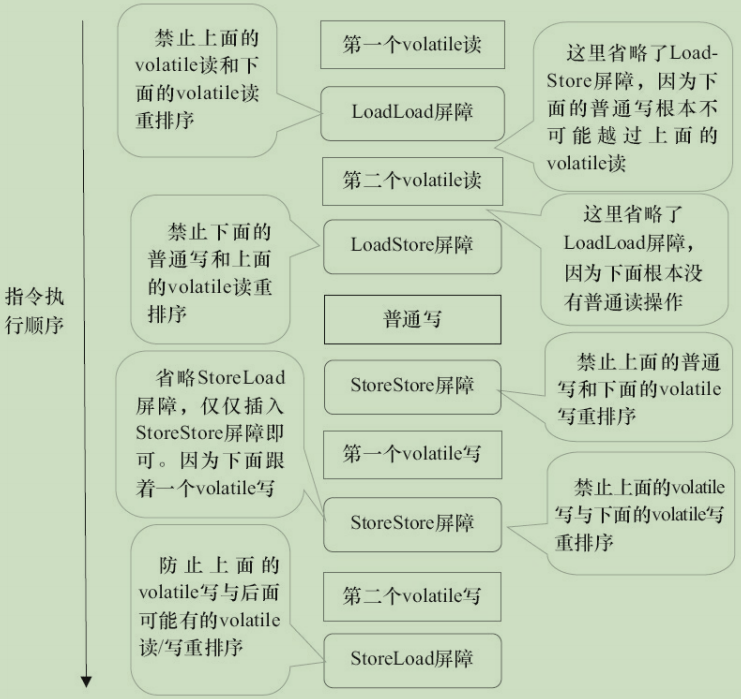 指令执
行顺序
禁止上面的
volatile读和下
面的volatile读
重排序
第一个volatile读
LoadLoad屏障
这里省略了Load-
Store屏障，因为下
面的普通写根本不
可能越过上面的
volatile读
第二个volatile读
禁止下面的
普通写和上面
的volatile读重
排序
LoadStore屏障
这里省略了
LoadLoad屏障，
因为下面根本没
有普通读操作
普通写
省略StoreLoad
屏障，仅仅插入
StoreStore屏障即
可。因为下面跟
着一个volatile写
StoreStore屏障
禁止上面的普通
写和下面的volatile
写重排序
第一个volatile写
StoreStore屏障
禁止上面的volatile
写与下面的volatile写
重排序
防止上面的
volatile写与后面
可能有的volatile
读/写重排序
第二个volatile写
StoreLoad屏障